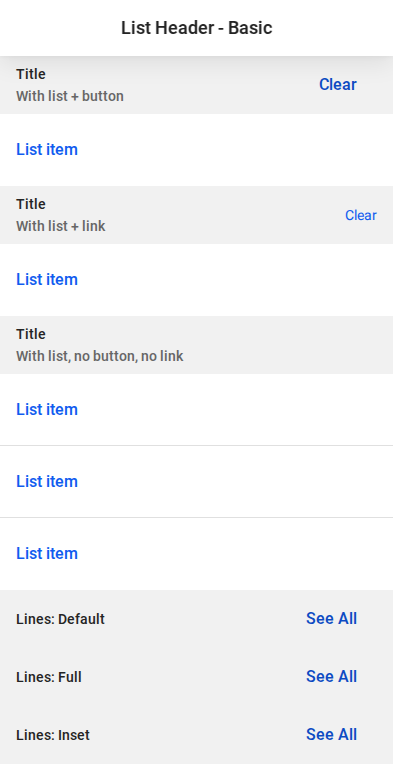 List Header - Basic
Title
With list + button
Clear
List item
Title
With list + link
Clear
List item
Title
With list, no button, no link
List item
List item
List item
Lines: Default
See All
Lines: Full
See All
Lines: Inset
See All